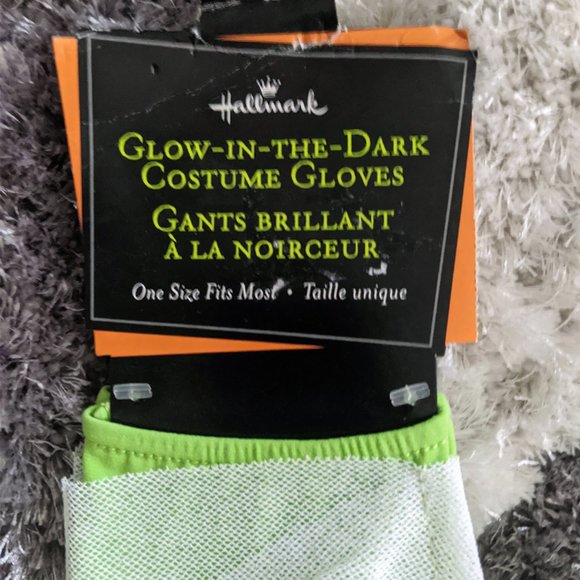 Hallmark
GLOW-IN-THE-DARK
COSTUME GLOVES
GANTS BRILLANT
À LA NOIRCEUR
One Size Fits Most • Taille unique